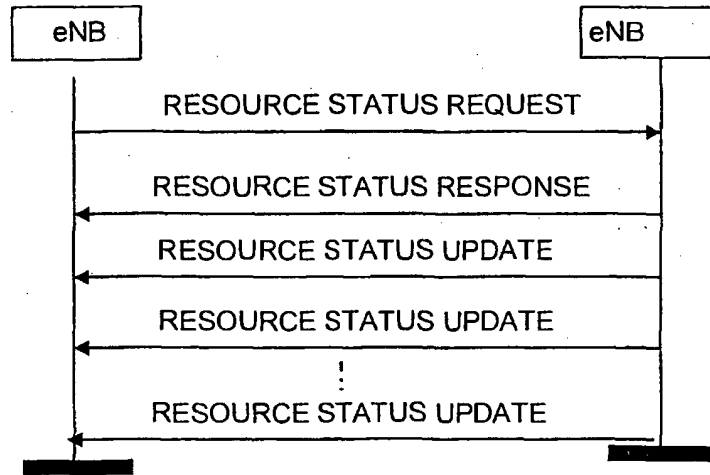 eNB
eNB
RESOURCE STATUS REQUEST
RESOURCE STATUS RESPONSE
RESOURCE STATUS UPDATE
RESOURCE STATUS UPDATE
RESOURCE STATUS UPDATE